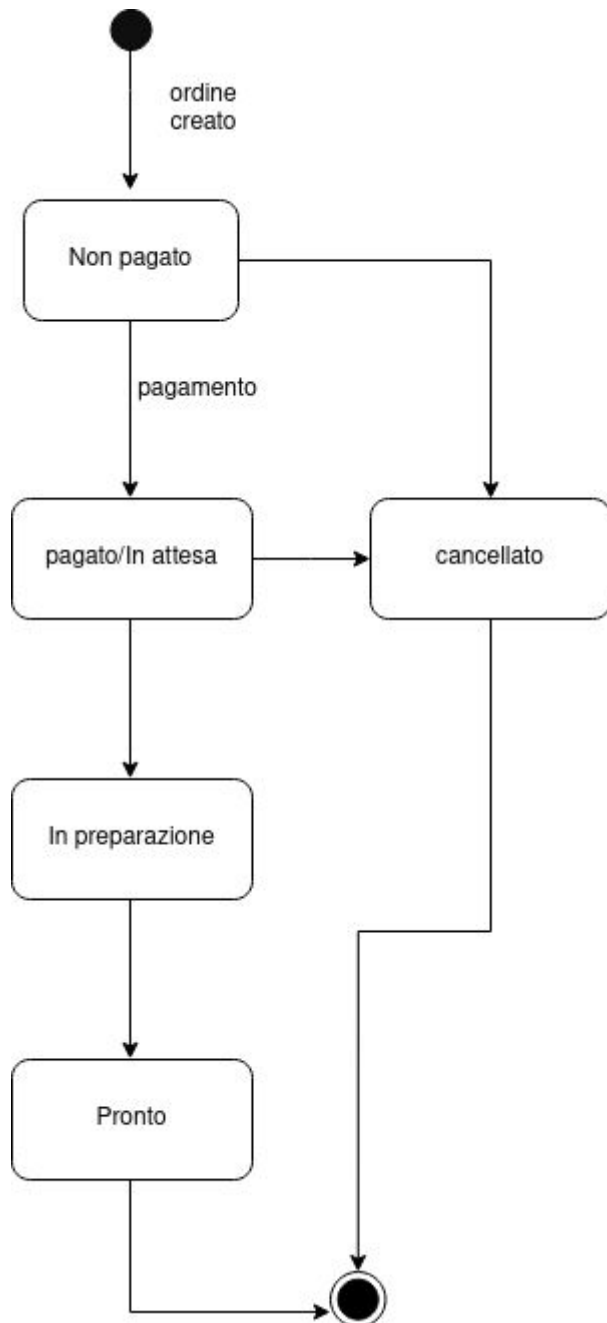 ordine
creato
Non pagato
pagamento
pagato/In attesa
cancellato
In preparazione
Pronto